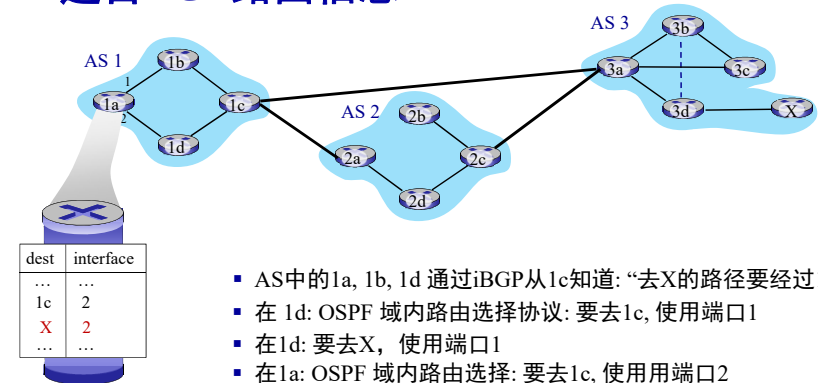 AS 3
3b
AS 1
1b
3a
3c
1
1a
1c
AS 2
2b
3d
X
2
1d
2a
2c
2d
dest interface
… …
1c 2
X 2
… …
▪ AS中的1a, 1b, 1d 通过iBGP从1c知道: “去X的路径要经过
▪ 在 1d: OSPF 域内路由选择协议: 要去1c, 使用端口1
▪ 在1d: 要去X，使用端口1
▪ 在1a: OSPF 域内路由选择: 要去1c, 使用用端口2